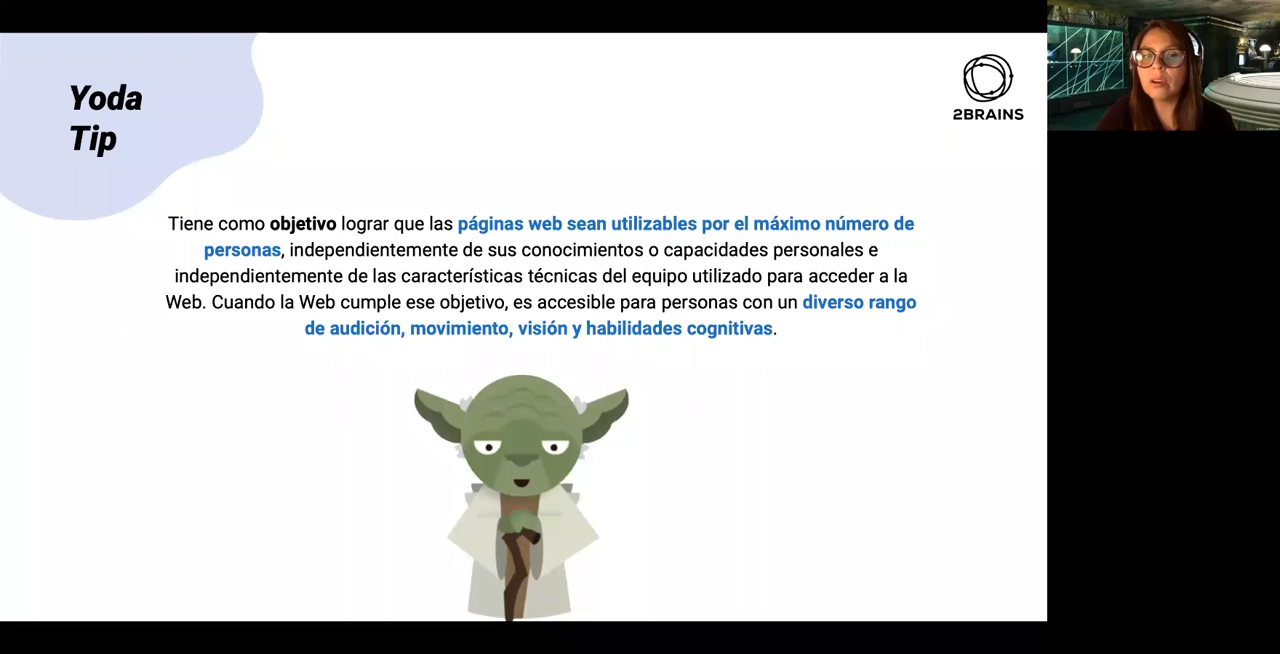 Yoda
Tip
2BRAINS
Tiene como objetivo lograr que las páginas web sean utilizables por el máximo número de
personas, independientemente de sus conocimientos o capacidades personales e
independientemente de las características técnicas del equipo utilizado para acceder a la
Web. Cuando la Web cumple ese objetivo, es accesible para personas con un diverso rango
de audición, movimiento, visión y habilidades cognitivas.